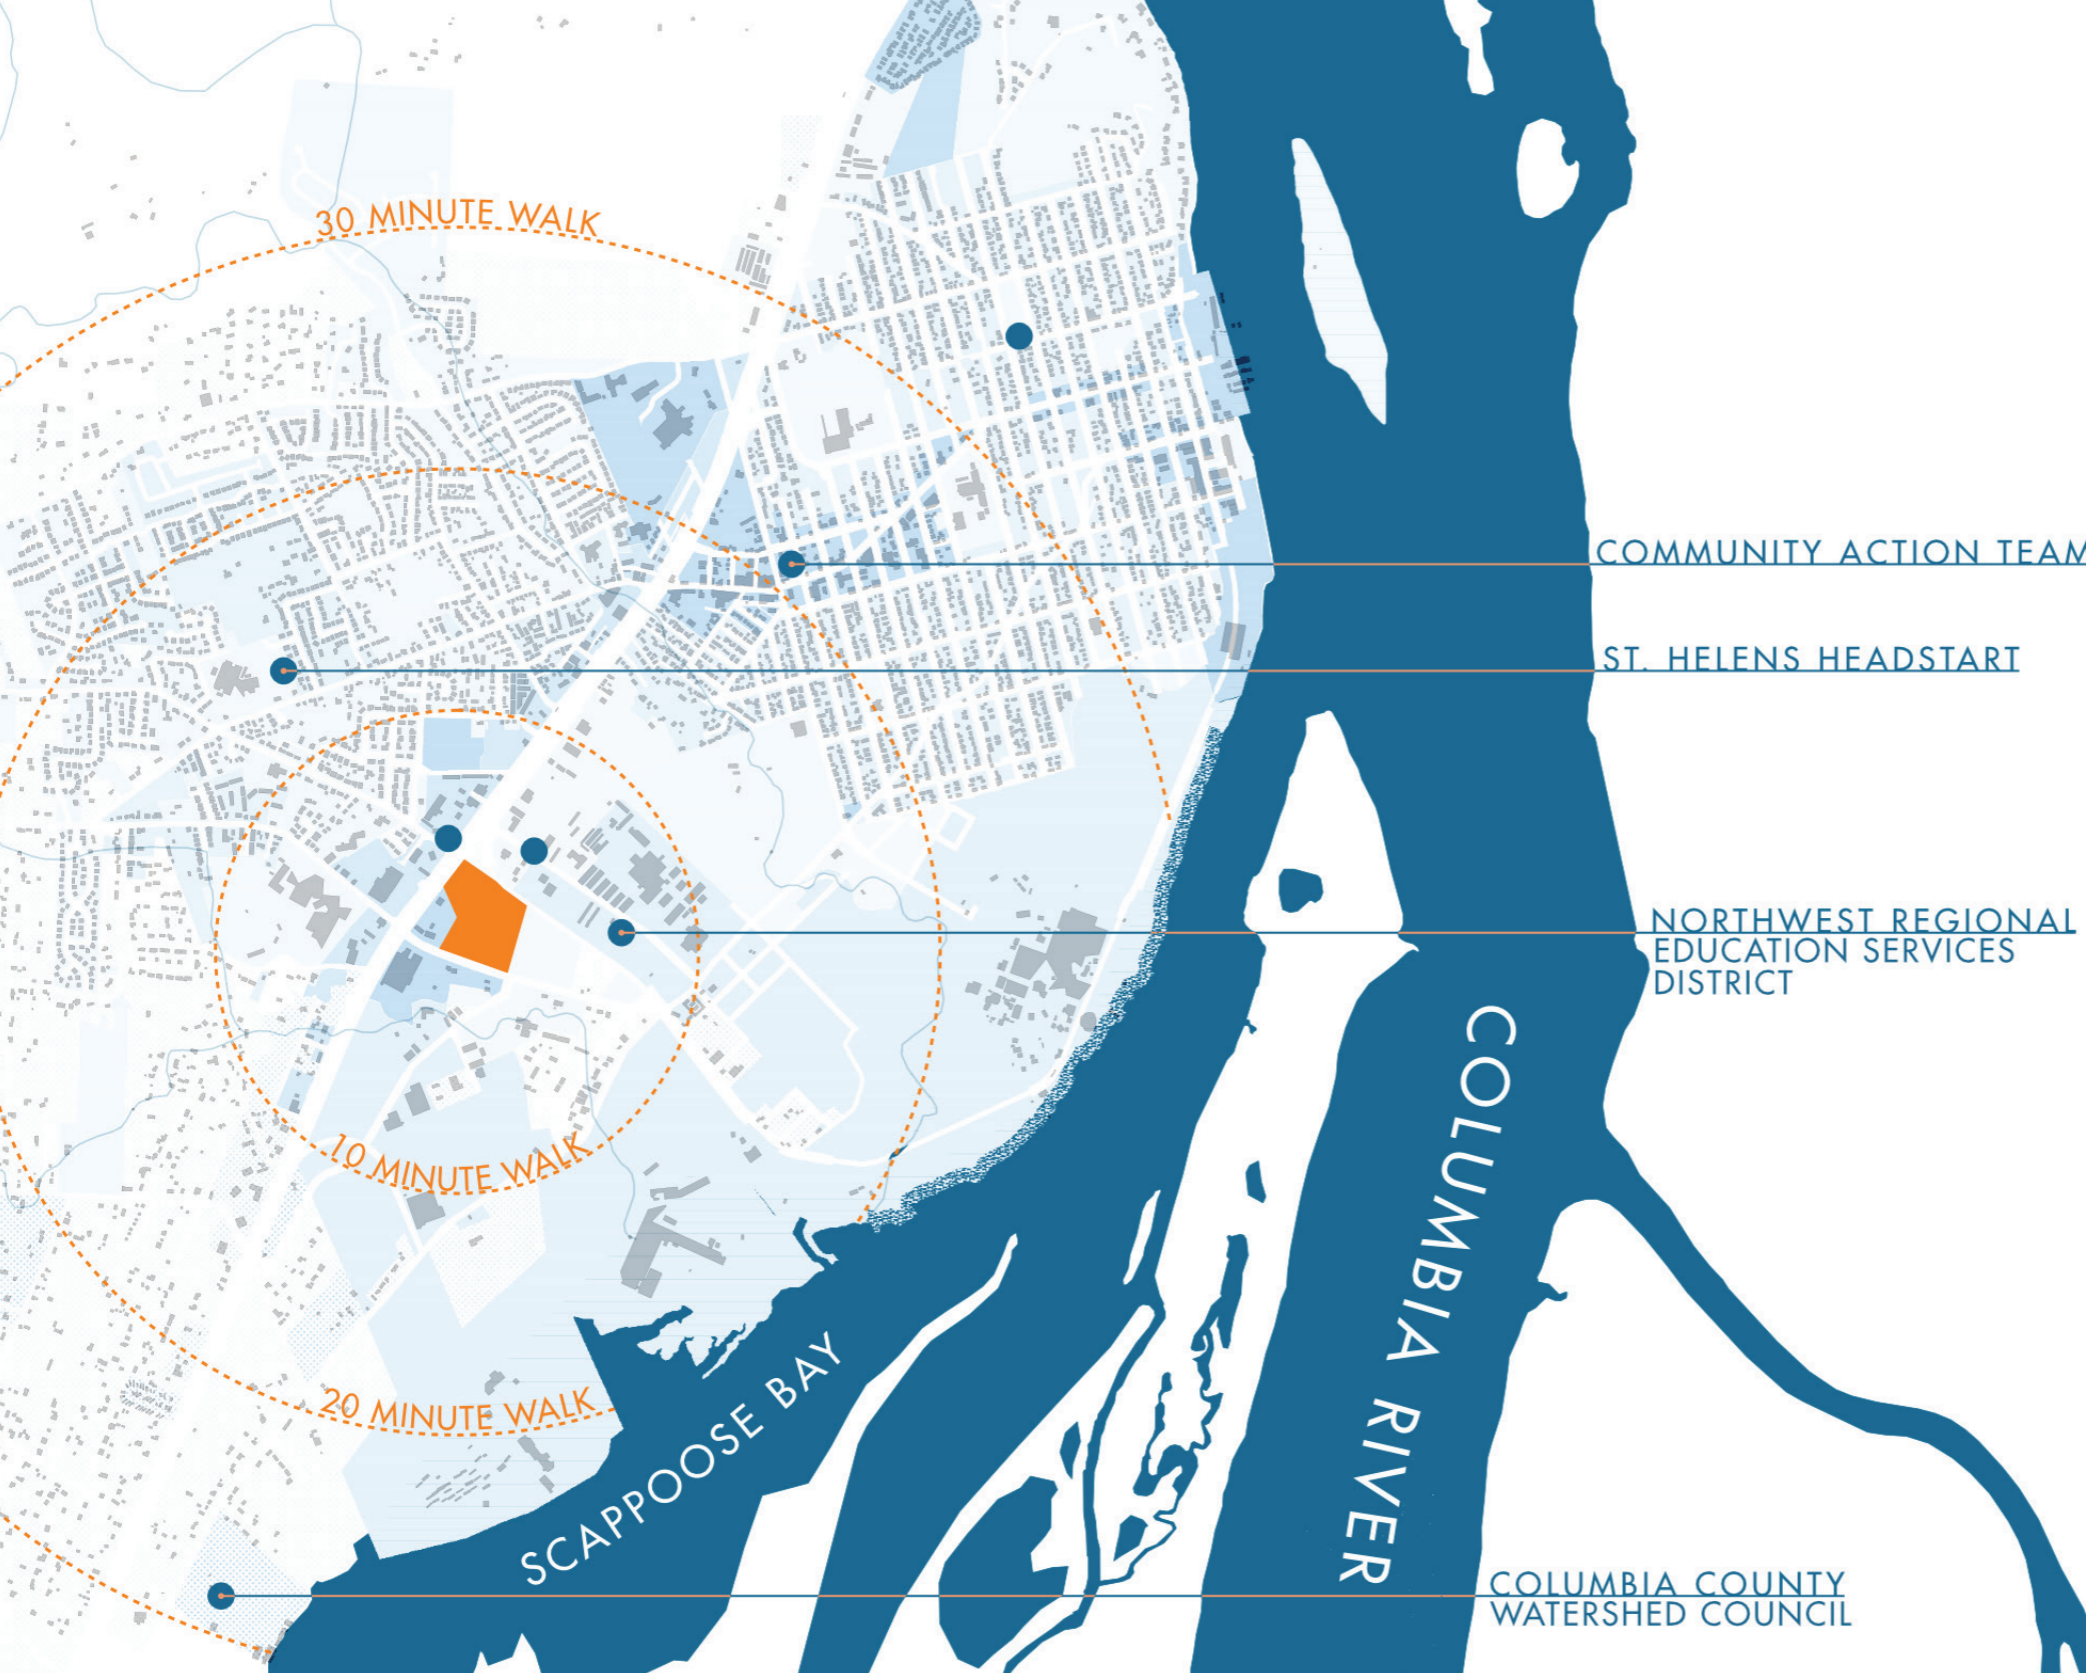 30 MINUTE WALK
COMMUNITY ACTION TEAM
ST. HELENS HEADSTART
NORTHWEST REGIONAL
EDUCATION SERVICES
DISTRICT
COLUMBIA RIVER
10 MINUTE WALK
20 MINUTE WALK
SCAPPOOSE BAY
COLUMBIA COUNTY
WATERSHED COUNCIL